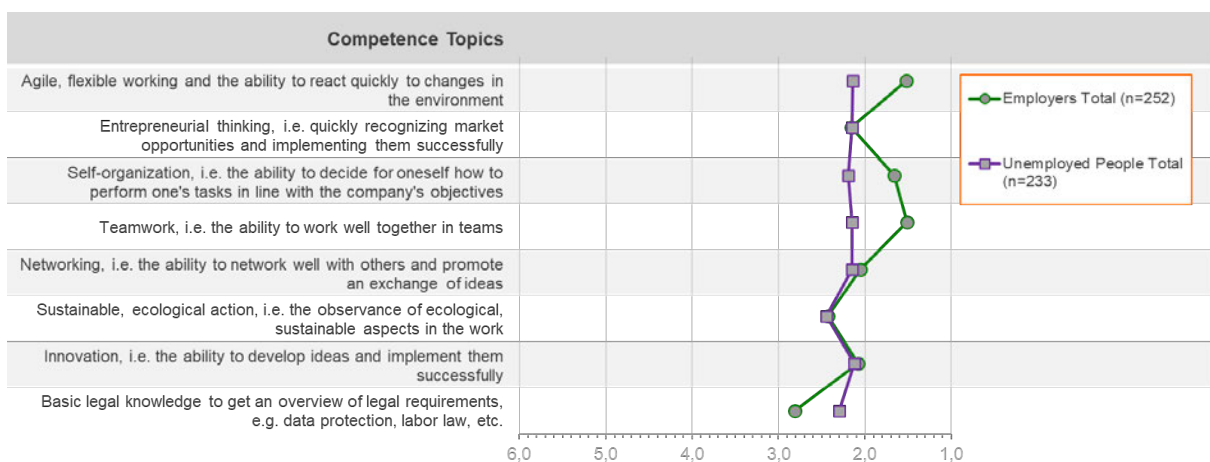 Competence Topics
Agile, flexible working and the ability to react quickly to changes in
the environment
Entrepreneurial thinking, i.e. quickly recognizing market
opportunities and implementing them successfully
Self-organization, i.e. the ability to decide for oneself how to
perform one's tasks in line with the company's objectives
Teamwork, i.e. the ability to work well together in teams
Networking, i.e. the ability to network well with others and promote
an exchange of ideas
Sustainable, ecological action, i.e. the observance of ecological,
sustainable aspects in the work
Innovation, i.e. the ability to develop ideas and implement them
successfully
Basic legal knowledge to get an overview of legal requirements,
e.g. data protection, labor law, etc.
Employers Total (n=252)
Unemployed People Total
(n=233)
6,0 5,0 4,0 3,0 2,0 1,0